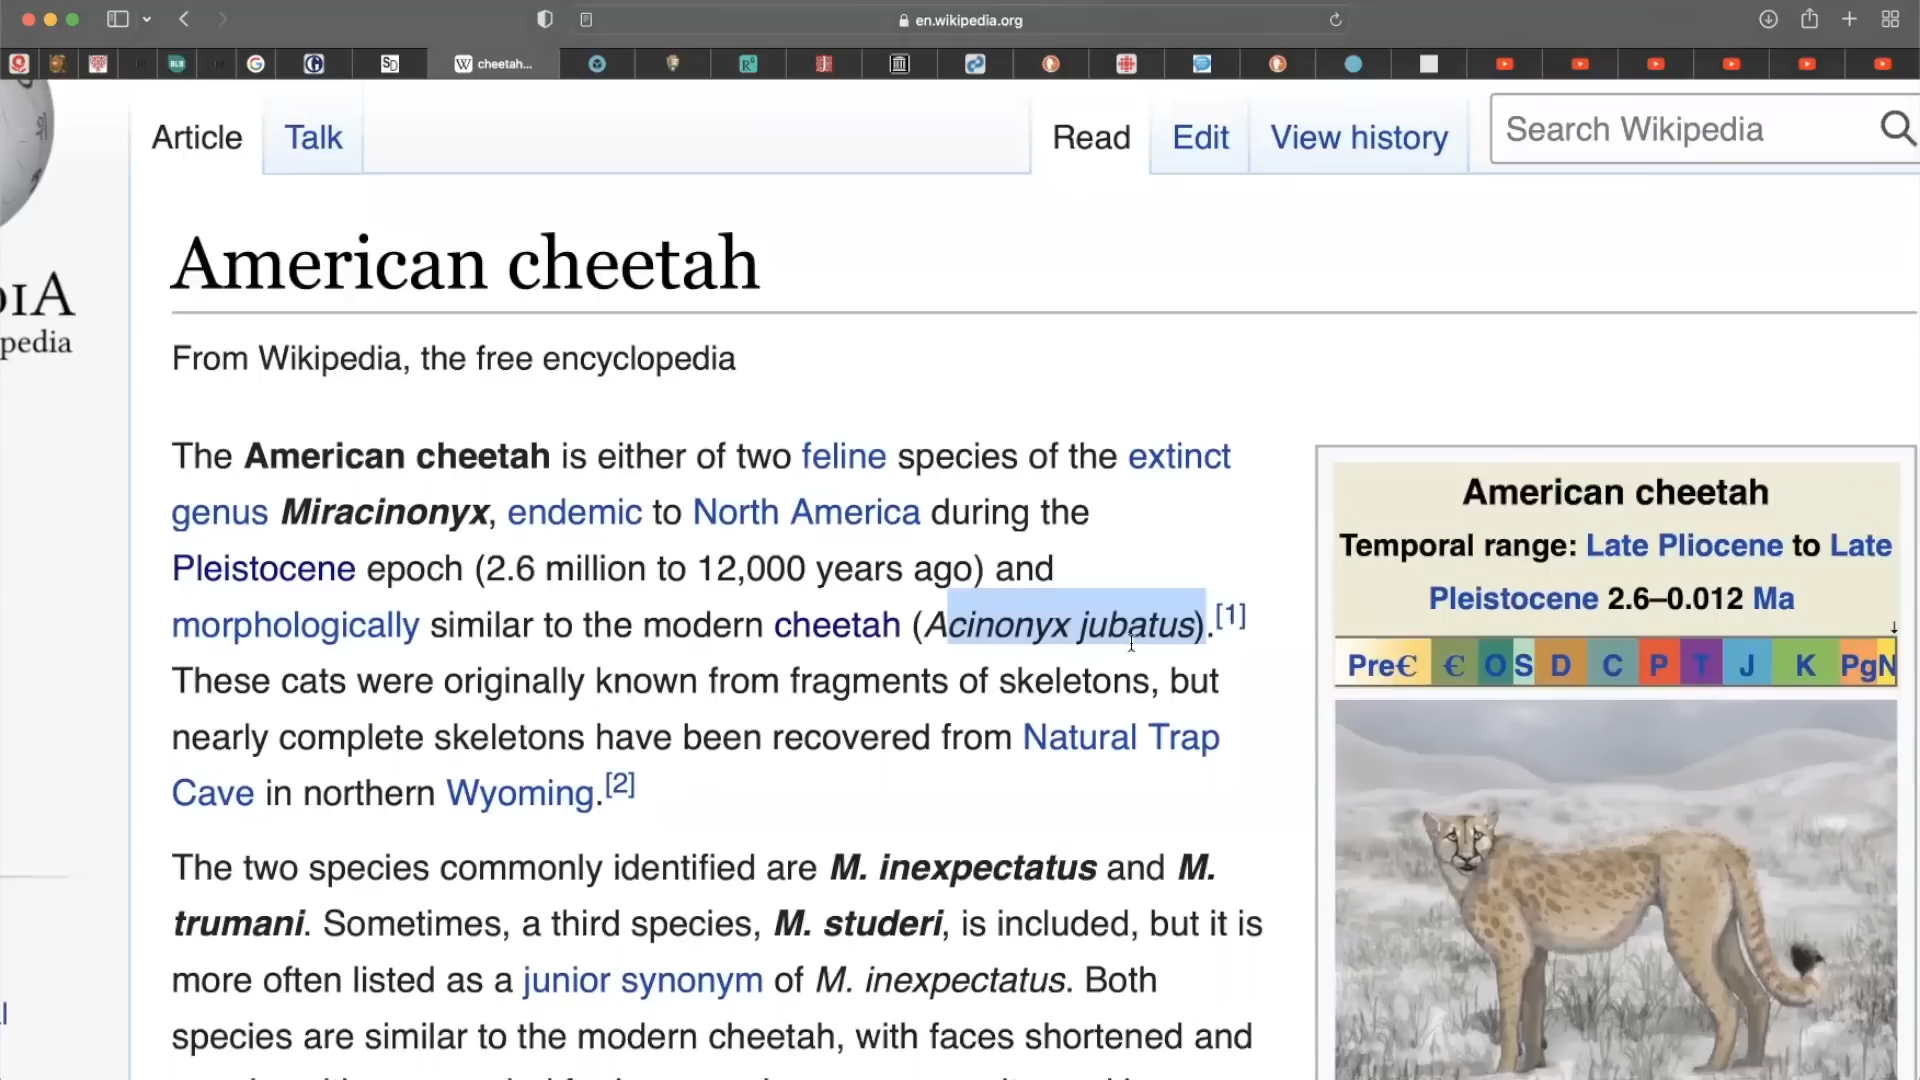 en.wikipedia.org
BLB
G
SD
W cheetah...
Article
Talk
Read
Edit
View history
Search Wikipedia
위
DIA
pedia
American cheetah
From Wikipedia, the free encyclopedia
The American cheetah is either of two feline species of the extinct
genus Miracinonyx, endemic to North America during the
Pleistocene epoch (2.6 million to 12,000 years ago) and
morphologically similar to the modern cheetah (Acinonyx jubatus).[1]
These cats were originally known from fragments of skeletons, but
nearly complete skeletons have been recovered from Natural Trap
Cave in northern Wyoming.[2]
The two species commonly identified are M. inexpectatus and M.
trumani. Sometimes, a third species, M. studeri, is included, but it is
more often listed as a junior synonym of M. inexpectatus. Both
species are similar to the modern cheetah, with faces shortened and
American cheetah
Temporal range: Late Pliocene to Late
Pleistocene 2.6–0.012 Ma
↓
PreꞒ Ꞓ O S D C P T J K PgN